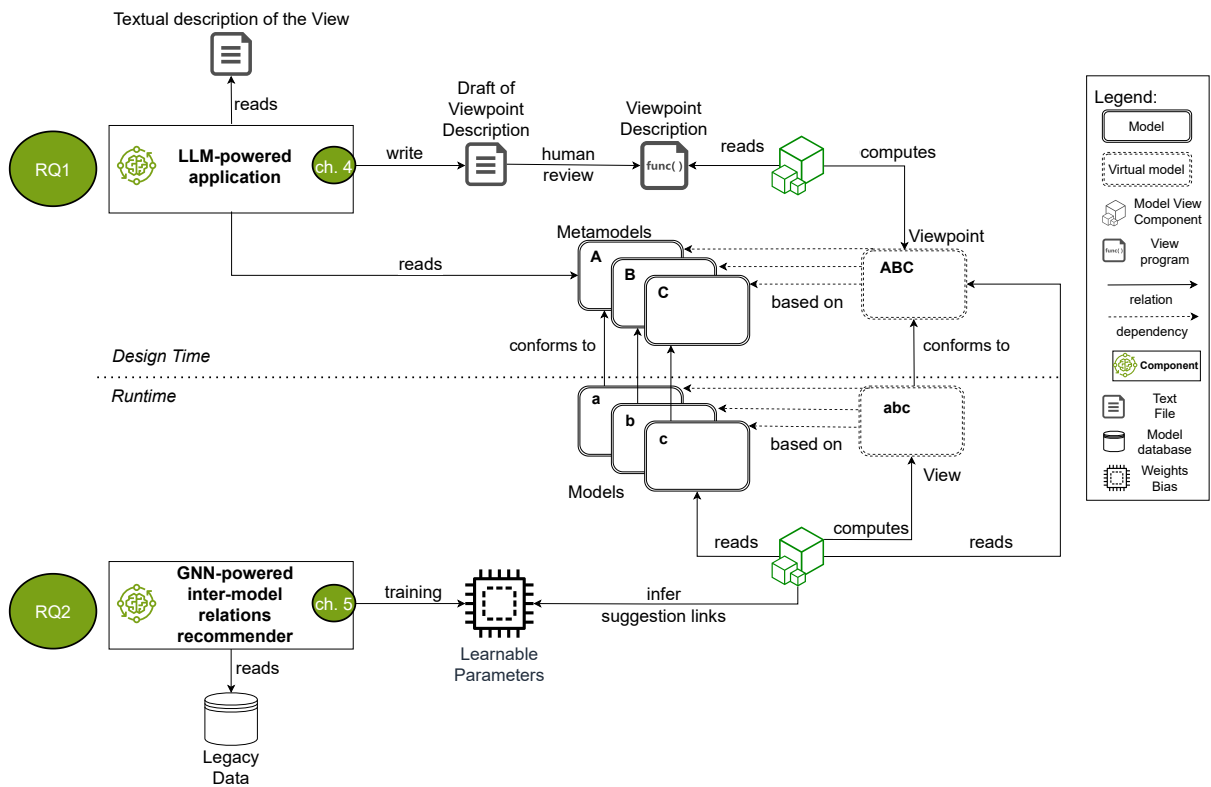 Textual description of the View
reads
RQ1
LLM-powered
application
ch. 4
write
Draft of
Viewpoint
Description
human
review
Viewpoint
Description
func( )
reads
computes
reads
Metamodels
A
B
C
based on
Viewpoint
ABC
conforms to
conforms to
Design Time
Runtime
a
b
c
based on
abc
Models
View
reads
computes
reads
RQ2
GNN-powered
inter-model
relations
recommender
ch. 5
training
infer
suggestion links
Learnable
Parameters
reads
Legacy
Data
Legend:
Model
Virtual model
Model View
Component
func( )
View
program
relation
dependency
Component
Text
File
Model
database
Weights
Bias